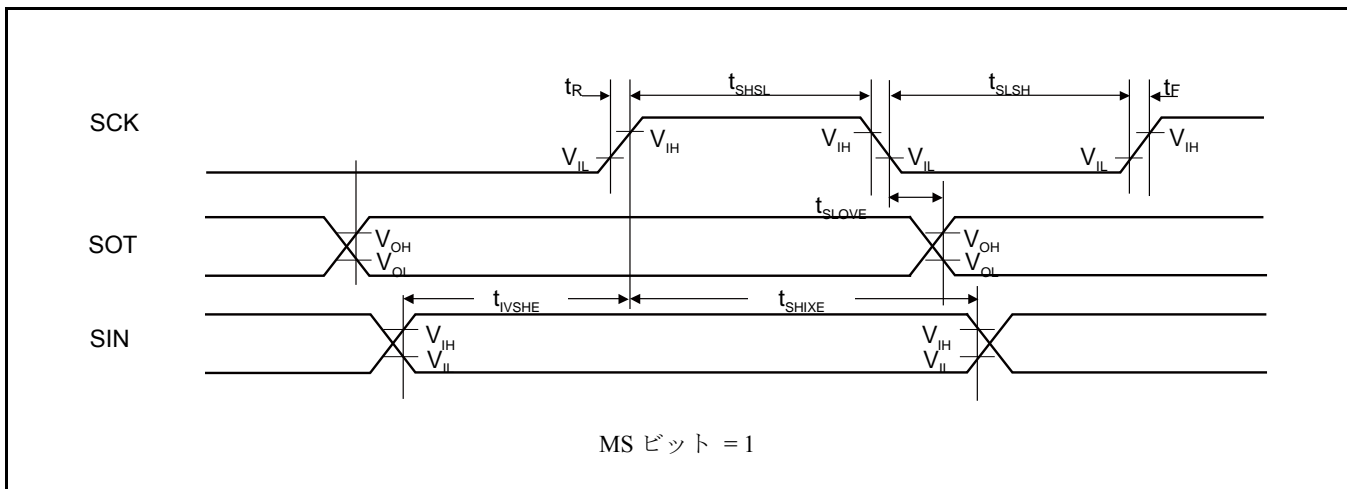 tR tSHSL tSLSH tF
SCK
VIH VIH VIH
VIL VIL VIL
tSLOVE
SOT
VOH VOH
VOL VOL
tIVSHE tSHIXE
SIN
VIH VIH
VIL VIL
MS ビット = 1